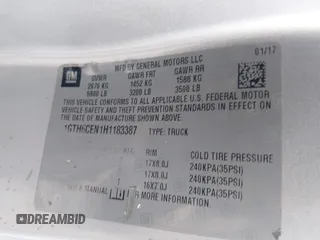 GM
MFD BY GENERAL MOTORS LLC
01/17
GVWR GAWR FRT GAWR RR
2676 KG 1452 KG 1588 KG
5900 LB 3200 LB 3500 LB
THIS VEHICLE CONFORMS TO ALL APPLICABLE U.S. FEDERAL MOTOR
VEHICLE SAFETY AND THEFT PREVENTION STANDARDS IN EFFECT
ON THE DATE OF MANUFACTURE SHOWN ABOVE.
1GTH6CEN1H1183387 TYPE: TRUCK
RIM COLD TIRE PRESSURE
17X8.0J 240KPA(35PSI)
17X8.0J 240KPA(35PSI)
MANUAL 16X7.0J 240KPA(35PSI)
© AutoBidMaster